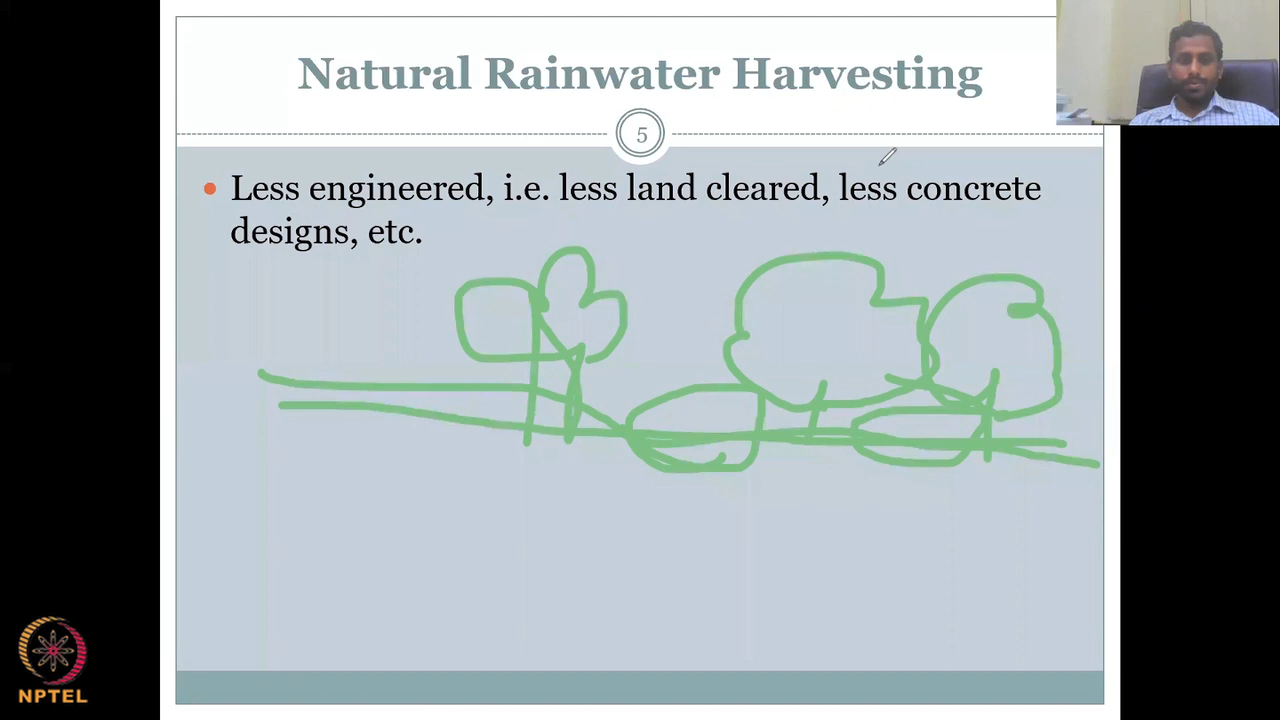 Natural Rainwater Harvesting
5
• Less engineered, i.e. less land cleared, less concrete
designs, etc.
NPTEL